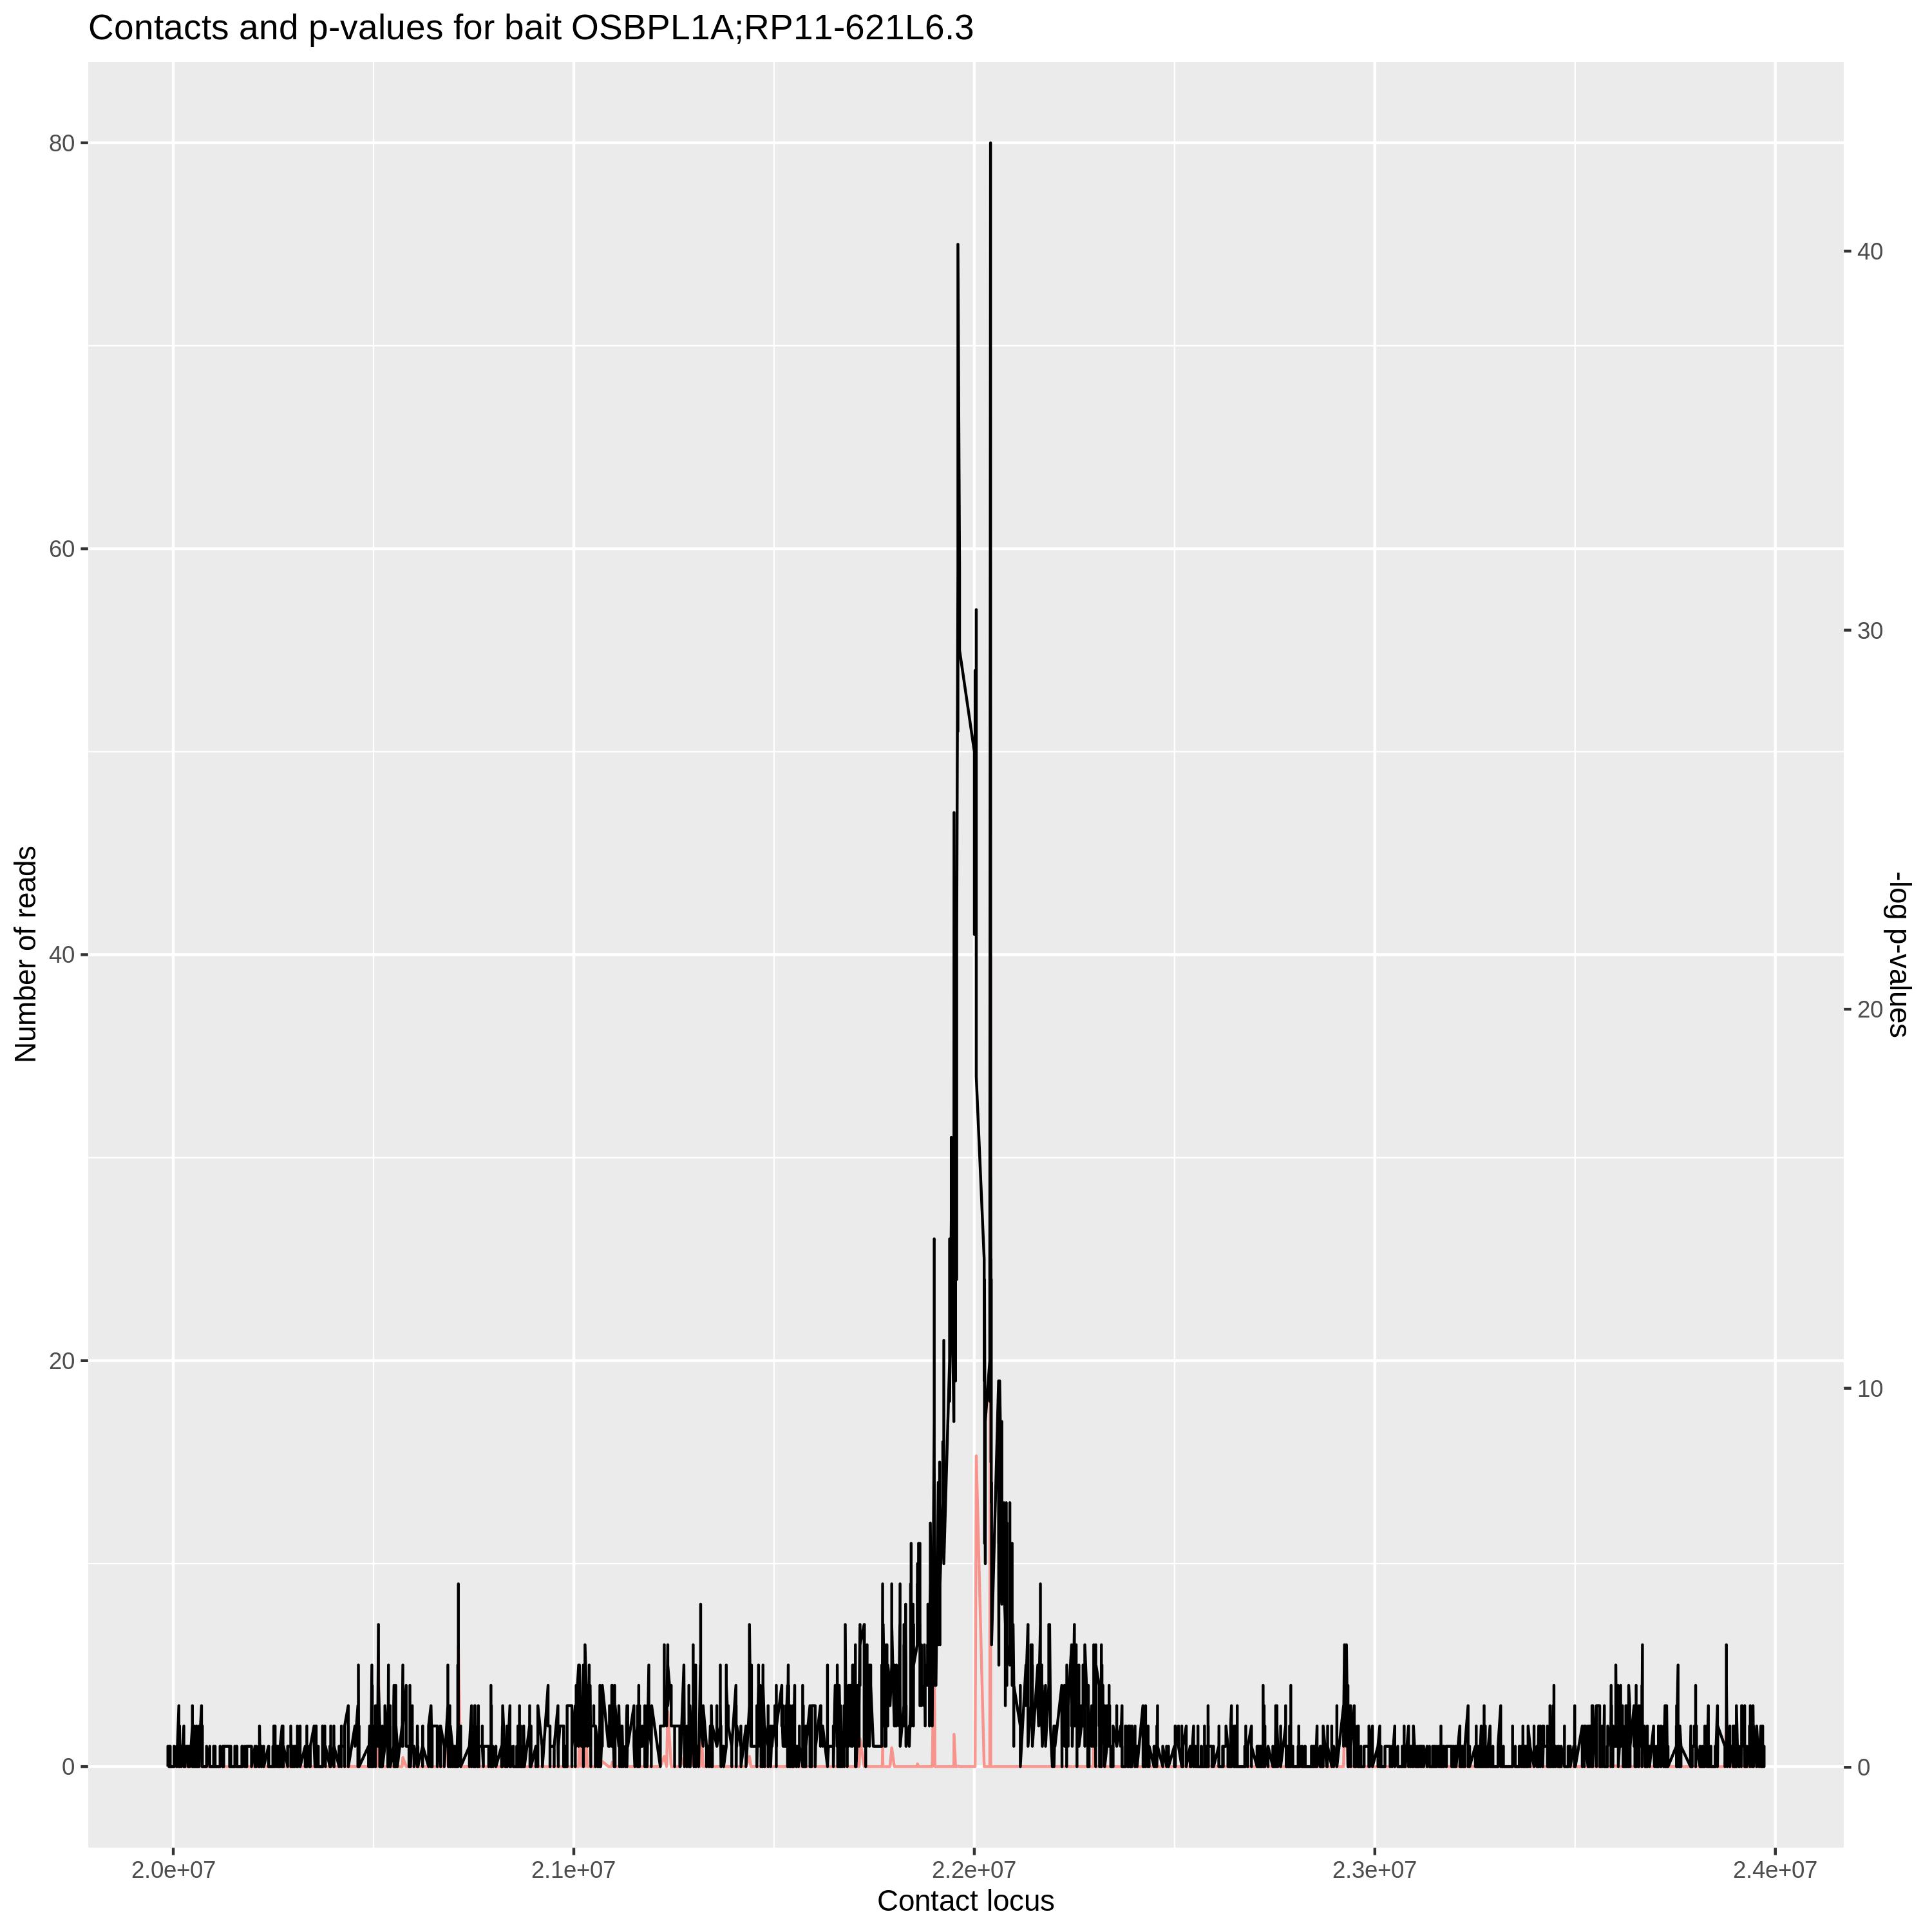 Contacts and p-values for bait OSBPL1A;RP11-621L6.3
80
60
40
20
0
Number of reads
40
30
20
10
0
-log p-values
2.0e+07
2.1e+07
2.2e+07
2.3e+07
2.4e+07
Contact locus